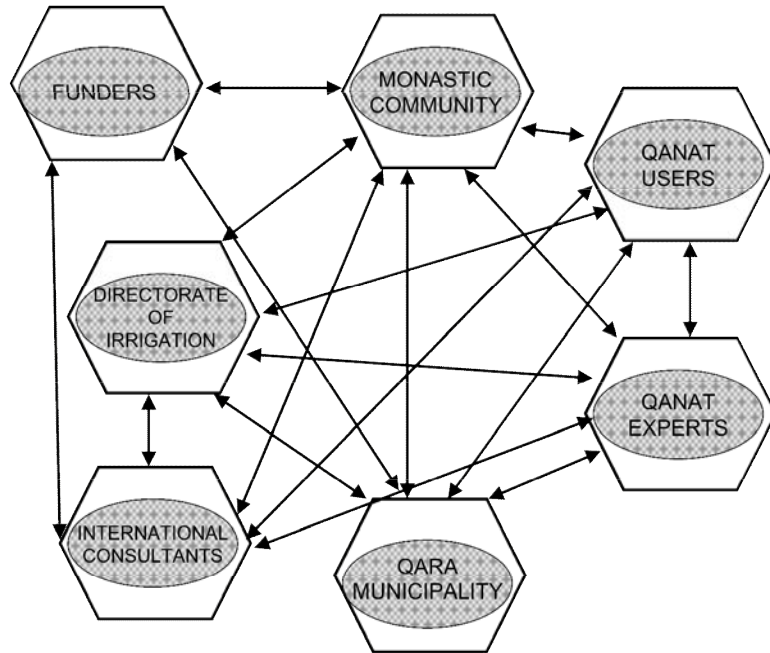 FUNDERS
MONASTIC
COMMUNITY
QANAT
USERS
DIRECTORATE
OF
IRRIGATION
QANAT
EXPERTS
INTERNATIONAL
CONSULTANTS
QARA
MUNICIPALITY